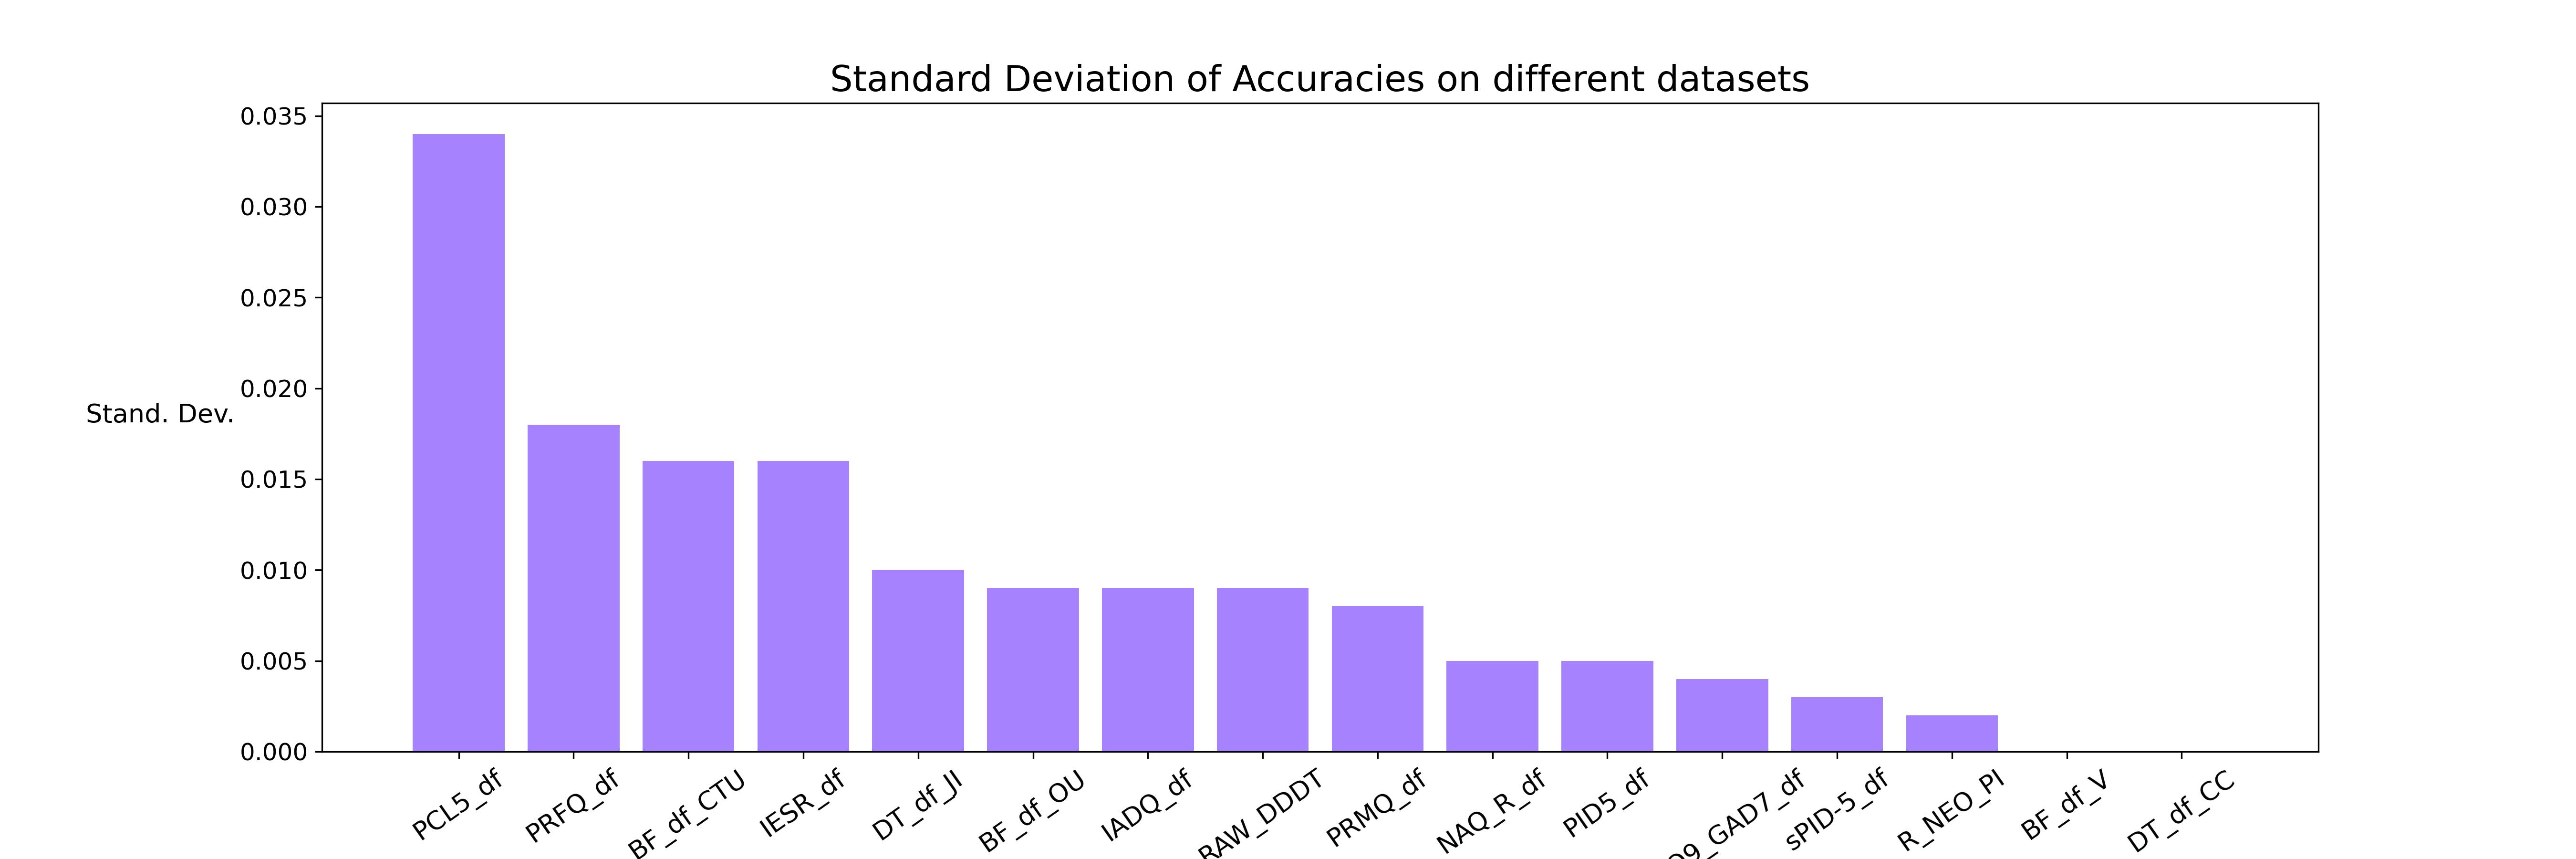 Standard Deviation of Accuracies on different datasets
0.035
0.030
0.025
0.020
Stand. Dev.
0.015
0.010
0.005
0.000
PCL5_df
PRFQ_df
BF_df_CTU
IESR_df
DT_df_JI
BF_df_OU
IADQ_df
RAW_DDDT
PRMQ_df
NAQ_R_df
PID5_df
Q9_GAD7_df
sPID-5_df
R_NEO_PI
BF_df_V
DT_df_CC